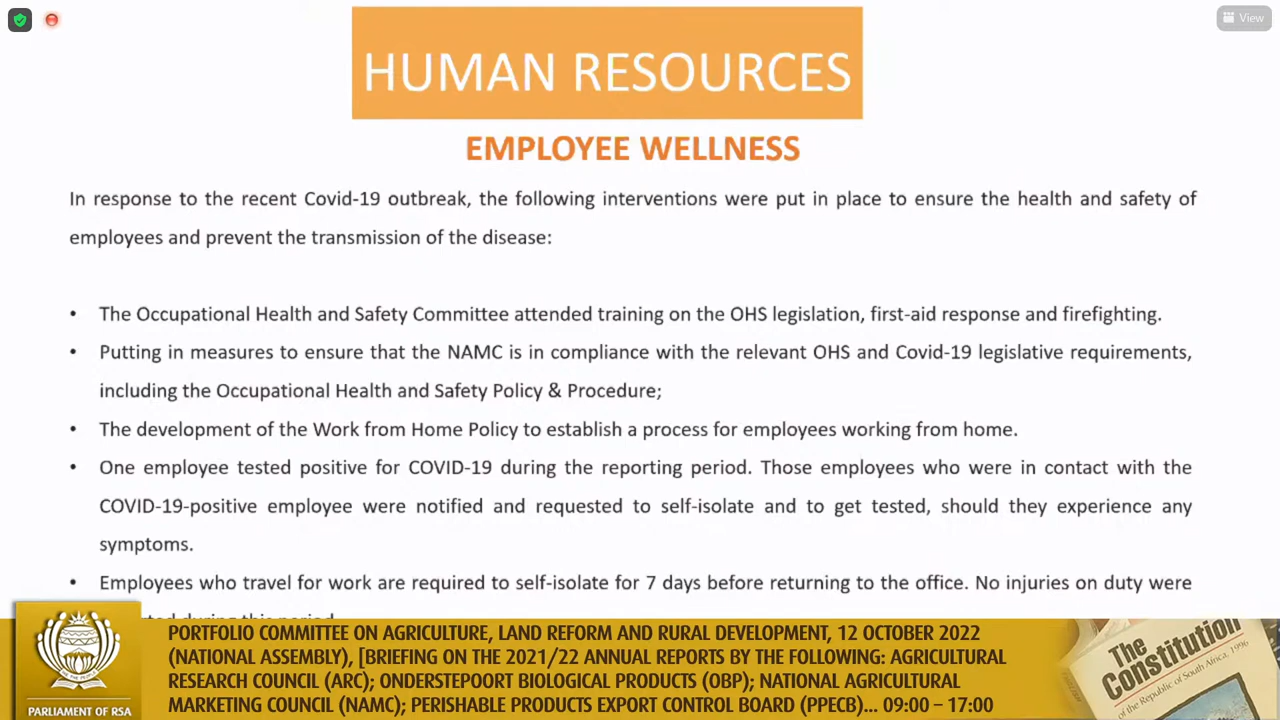 View
HUMAN RESOURCES
EMPLOYEE WELLNESS
In response to the recent Covid-19 outbreak, the following interventions were put in place to ensure the health and safety of
employees and prevent the transmission of the disease:
• The Occupational Health and Safety Committee attended training on the OHS legislation, first-aid response and firefighting.
• Putting in measures to ensure that the NAMC is in compliance with the relevant OHS and Covid-19 legislative requirements,
including the Occupational Health and Safety Policy & Procedure;
• The development of the Work from Home Policy to establish a process for employees working from home.
• One employee tested positive for COVID-19 during the reporting period. Those employees who were in contact with the
COVID-19-positive employee were notified and requested to self-isolate and to get tested, should they experience any
symptoms.
• Employees who travel for work are required to self-isolate for 7 days before returning to the office. No injuries on duty were
during this period
PORTFOLIO COMMITTEE ON AGRICULTURE, LAND REFORM AND RURAL DEVELOPMENT, 12 OCTOBER 2022
(NATIONAL ASSEMBLY), [BRIEFING ON THE 2021/22 ANNUAL REPORTS BY THE FOLLOWING: AGRICULTURAL
RESEARCH COUNCIL (ARC); ONDERSTEPOORT BIOLOGICAL PRODUCTS (OBP); NATIONAL AGRICULTURAL
MARKETING COUNCIL (NAMC); PERISHABLE PRODUCTS EXPORT CONTROL BOARD (PPECB)... 09:00 – 17:00
PARLIAMENT OF RSA
The
Constitution
of the Republic of South Africa, 1996